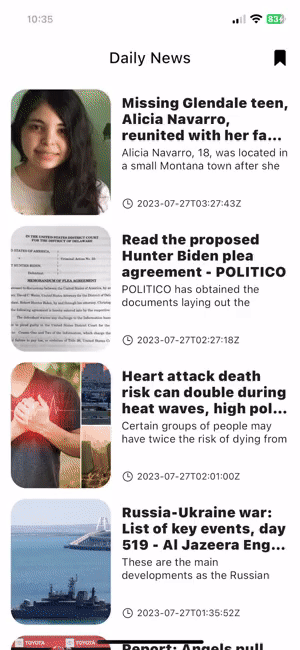 10:35
83
Daily News
Missing Glendale teen,
Alicia Navarro,
reunited with her fa...
Alicia Navarro, 18, was located in
a small Montana town after she
2023-07-27T03:27:43Z
IN THE UNITED STATES DISTRICT COURT
FOR THE DISTRICT OF DELAWARE
MEMORANDUM OF PLEA AGREEMENT
Read the proposed
Hunter Biden plea
agreement - POLITICO
POLITICO has obtained the
documents laying out the
2023-07-27T02:27:18Z
Heart attack death
risk can double during
heat waves, high pol...
Certain groups of people may
have twice the risk of dying from
2023-07-27T02:01:00Z
Russia-Ukraine war:
List of key events, day
519 - Al Jazeera Eng...
These are the main
developments as the Russian
2023-07-27T01:35:52Z
TOYOTA TOYOTA
Report: Angels pull